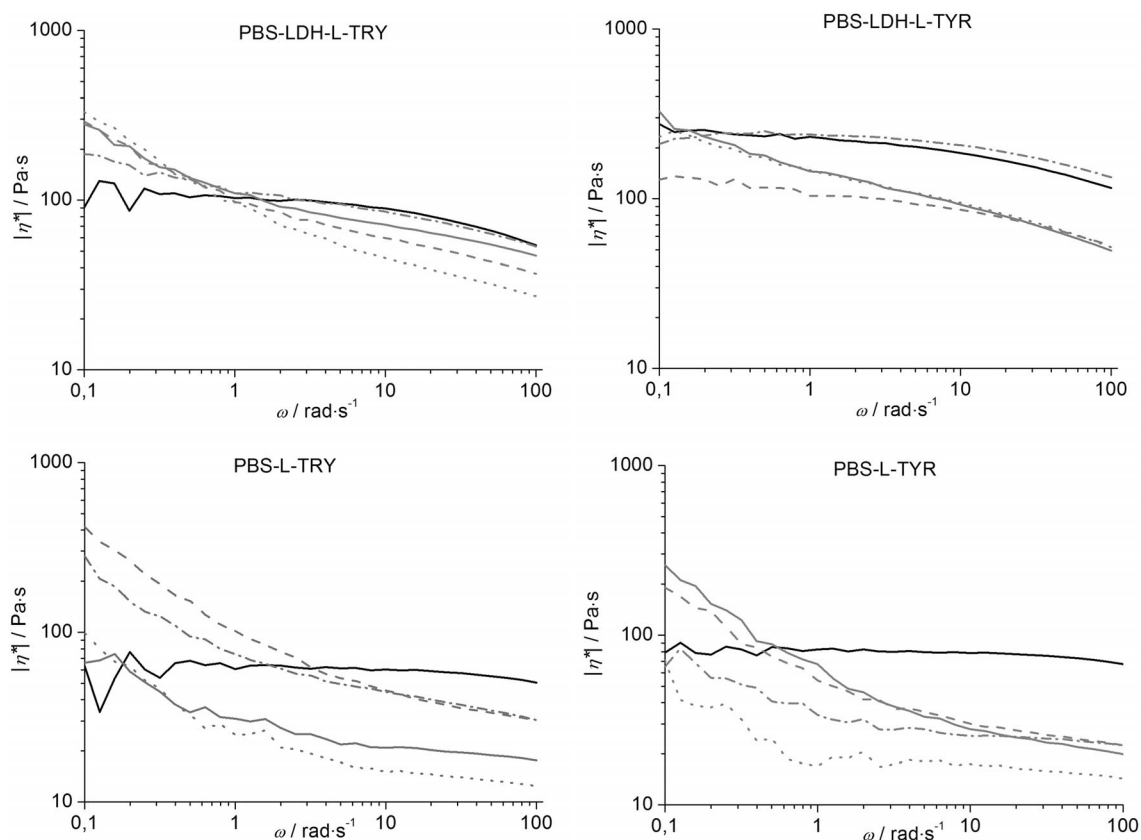 PBS-LDH-L-TRY
1000
100
10
|η*| / Pa·s
0,1
1
10
100
ω / rad·s⁻¹
PBS-LDH-L-TYR
1000
100
10
|η*| / Pa·s
0,1
1
10
100
ω / rad·s⁻¹
PBS-L-TRY
1000
100
10
|η*| / Pa·s
0,1
1
10
100
ω / rad·s⁻¹
PBS-L-TYR
1000
100
10
|η*| / Pa·s
0,1
1
10
100
ω / rad·s⁻¹